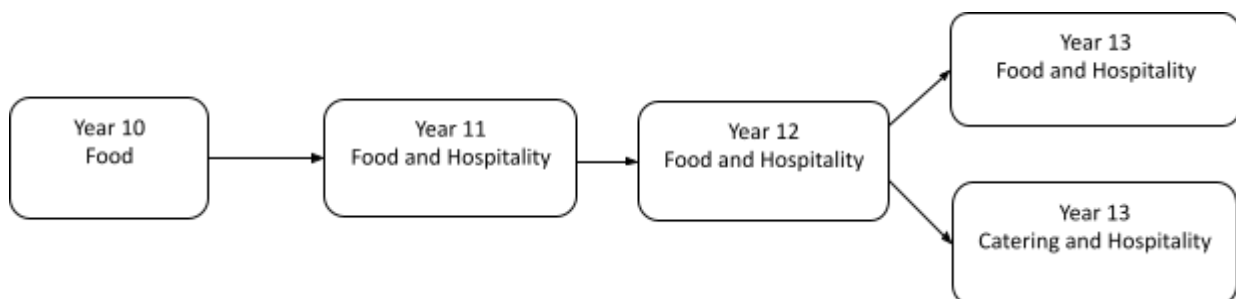 Year 10
Food
Year 11
Food and Hospitality
Year 12
Food and Hospitality
Year 13
Food and Hospitality
Year 13
Catering and Hospitality